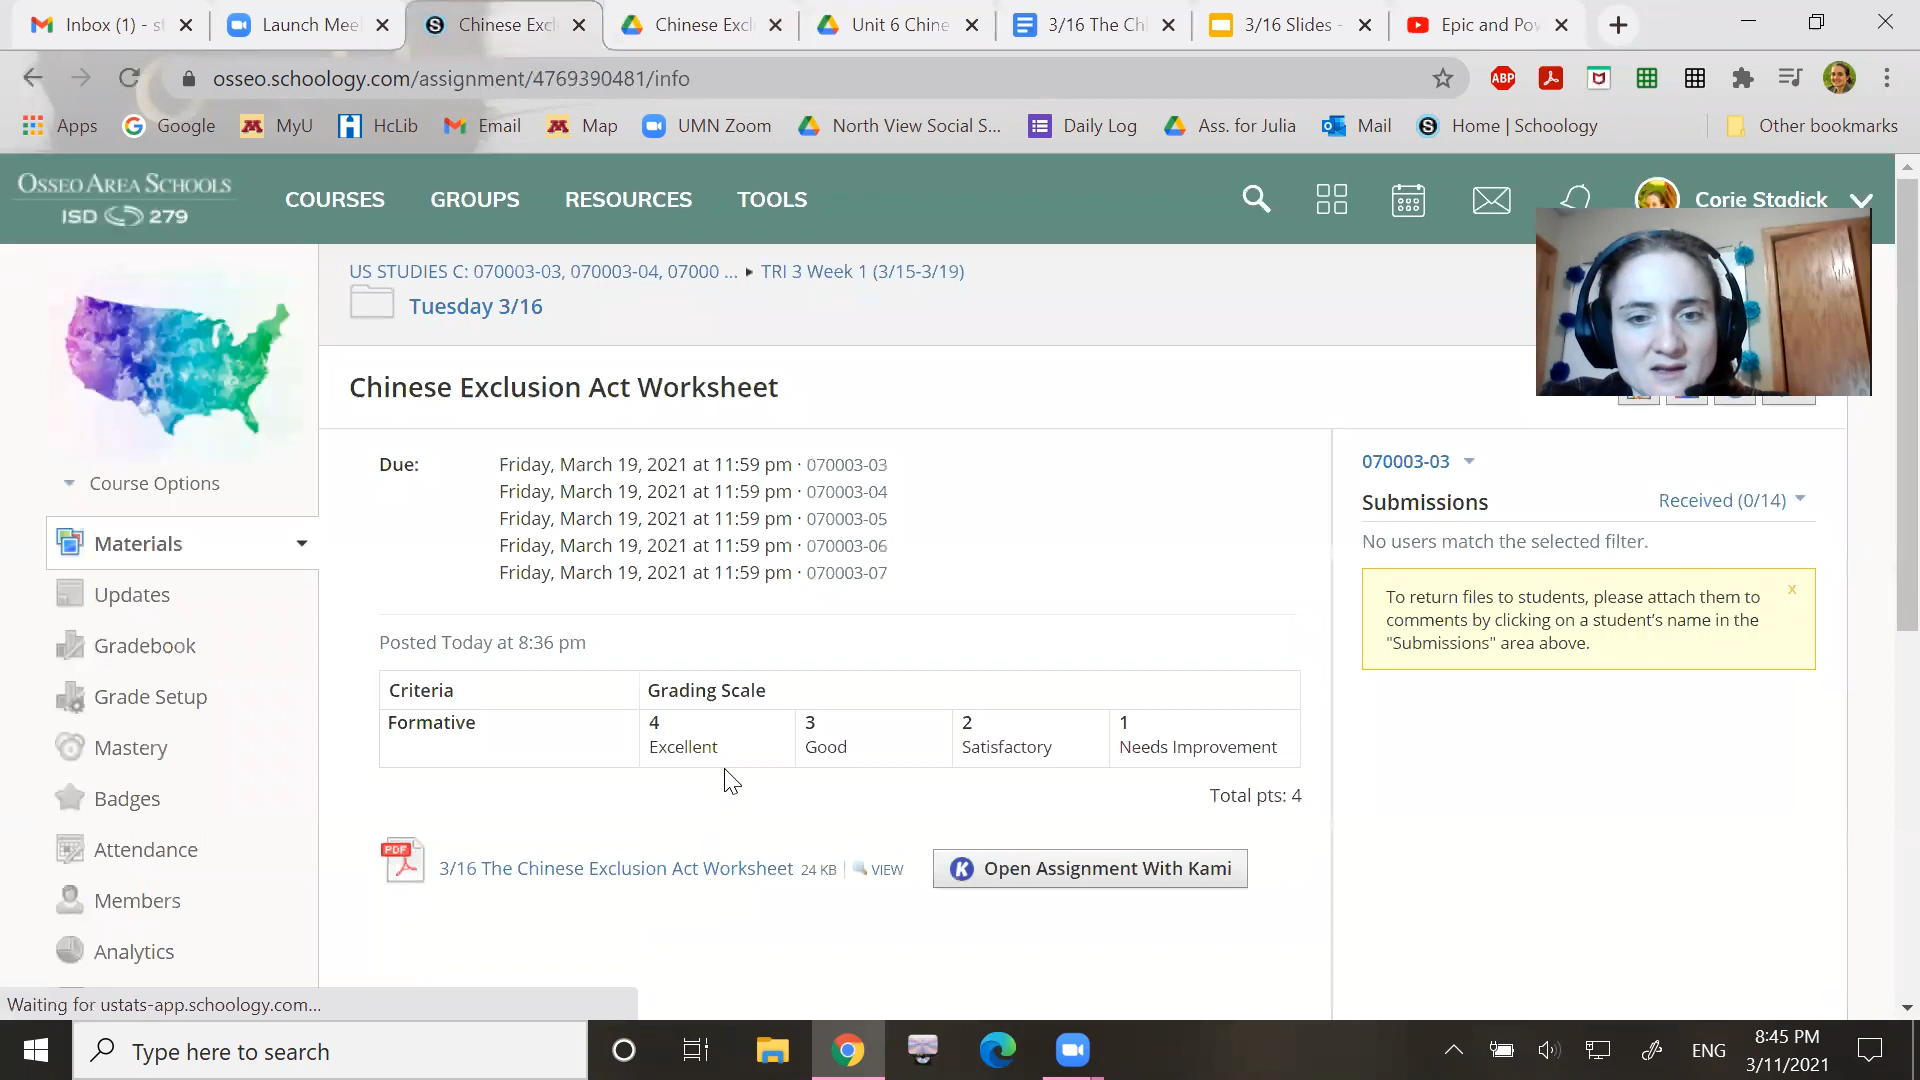 Inbox (1) - s
Launch Mee
Chinese Excl
Chinese Excl
Unit 6 Chine
3/16 The Ch
3/16 Slides -
Epic and Pow
osseo.schoology.com/assignment/4769390481/info
ABP
Apps
Google
MyU
HcLib
Email
Map
UMN Zoom
North View Social S...
Daily Log
Ass. for Julia
Mail
Home | Schoology
Other bookmarks
OSSEO AREA SCHOOLS
ISD 279
COURSES
GROUPS
RESOURCES
TOOLS
Corie Stadick
US STUDIES C: 070003-03, 070003-04, 07000 ... ▸ TRI 3 Week 1 (3/15-3/19)
Tuesday 3/16
Chinese Exclusion Act Worksheet
Course Options
Materials
Updates
Gradebook
Grade Setup
Mastery
Badges
Attendance
Members
Analytics
Due:
Friday, March 19, 2021 at 11:59 pm · 070003-03
Friday, March 19, 2021 at 11:59 pm · 070003-04
Friday, March 19, 2021 at 11:59 pm · 070003-05
Friday, March 19, 2021 at 11:59 pm · 070003-06
Friday, March 19, 2021 at 11:59 pm · 070003-07
Posted Today at 8:36 pm
Criteria
Grading Scale
Formative
4
Excellent
3
Good
2
Satisfactory
1
Needs Improvement
Total pts: 4
PDF
3/16 The Chinese Exclusion Act Worksheet 24 KB
VIEW
K Open Assignment With Kami
070003-03
Submissions
Received (0/14)
No users match the selected filter.
To return files to students, please attach them to
comments by clicking on a student's name in the
"Submissions" area above.
x
Waiting for ustats-app.schoology.com...
Type here to search
ENG
8:45 PM
3/11/2021